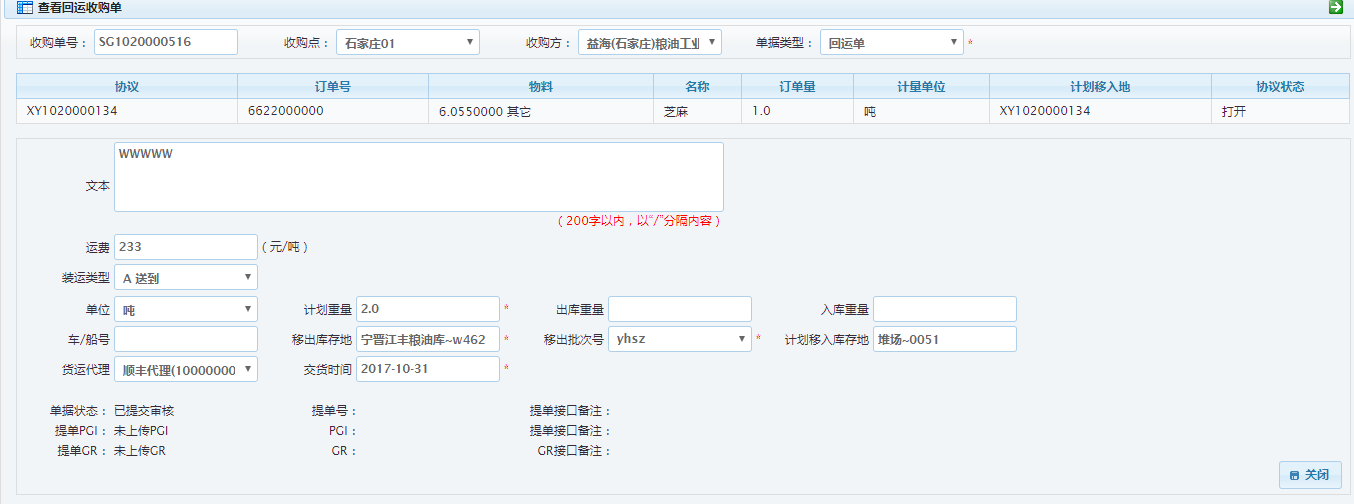 查看回运收购单
收购单号： SG1020000516 收购点： 石家庄01 收购方： 益海(石家庄)粮油工业 单据类型： 回运单 *
协议 订单号 物料 名称 订单量 计量单位 计划移入地 协议状态
XY1020000134 6622000000 6.0550000 其它 芝麻 1.0 吨 XY1020000134 打开
文本 WWWWW
（200字以内，以“/”分隔内容）
运费 233 （元/吨）
装运类型 A 送到
单位 吨 计划重量 2.0 * 出库重量 入库重量
车/船号 移出库存地 宁晋江丰粮油库~w462 * 移出批次号 yhsz * 计划移入库存地 堆场~0051
货运代理 顺丰代理(10000000 交货时间 2017-10-31 *
单据状态： 已提交审核 提单号： 提单接口备注：
提单PGI： 未上传PGI PGI： 提单接口备注：
提单GR： 未上传GR GR： GR接口备注：
关闭